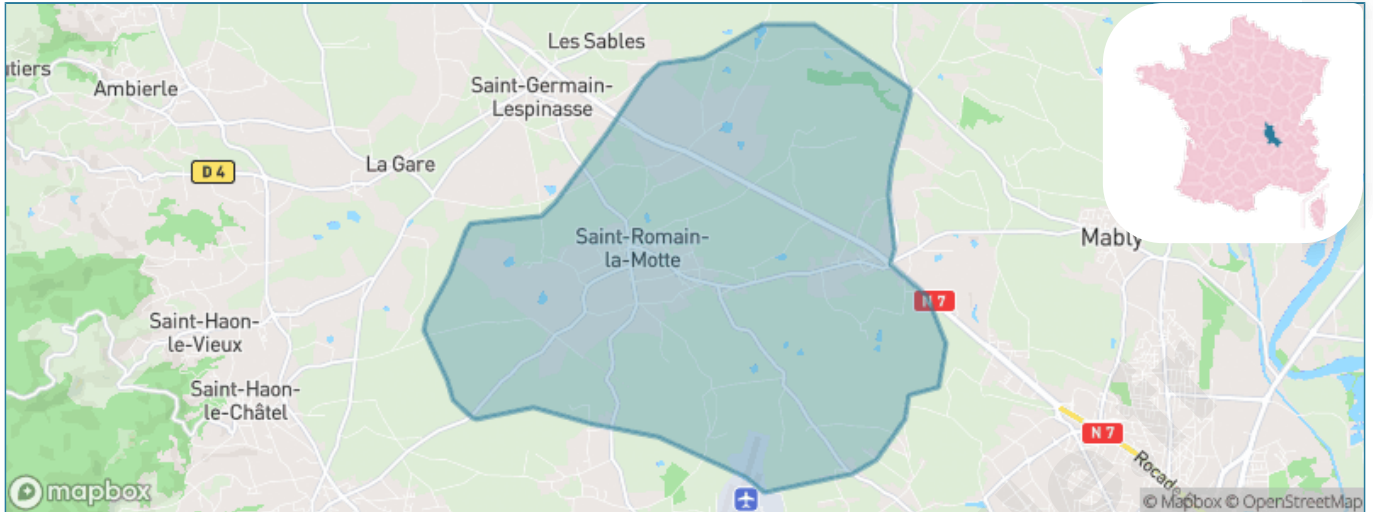 Les Sables
utiers
Ambierle
Saint-Germain-
Lespinasse
D 4
La Gare
Saint-Romain-
la-Motte
Mably
N 7
Saint-Haon-
le-Vieux
Saint-Haon-
le-Châtel
N 7
Rocade
mapbox
© Mapbox © OpenStreetMap